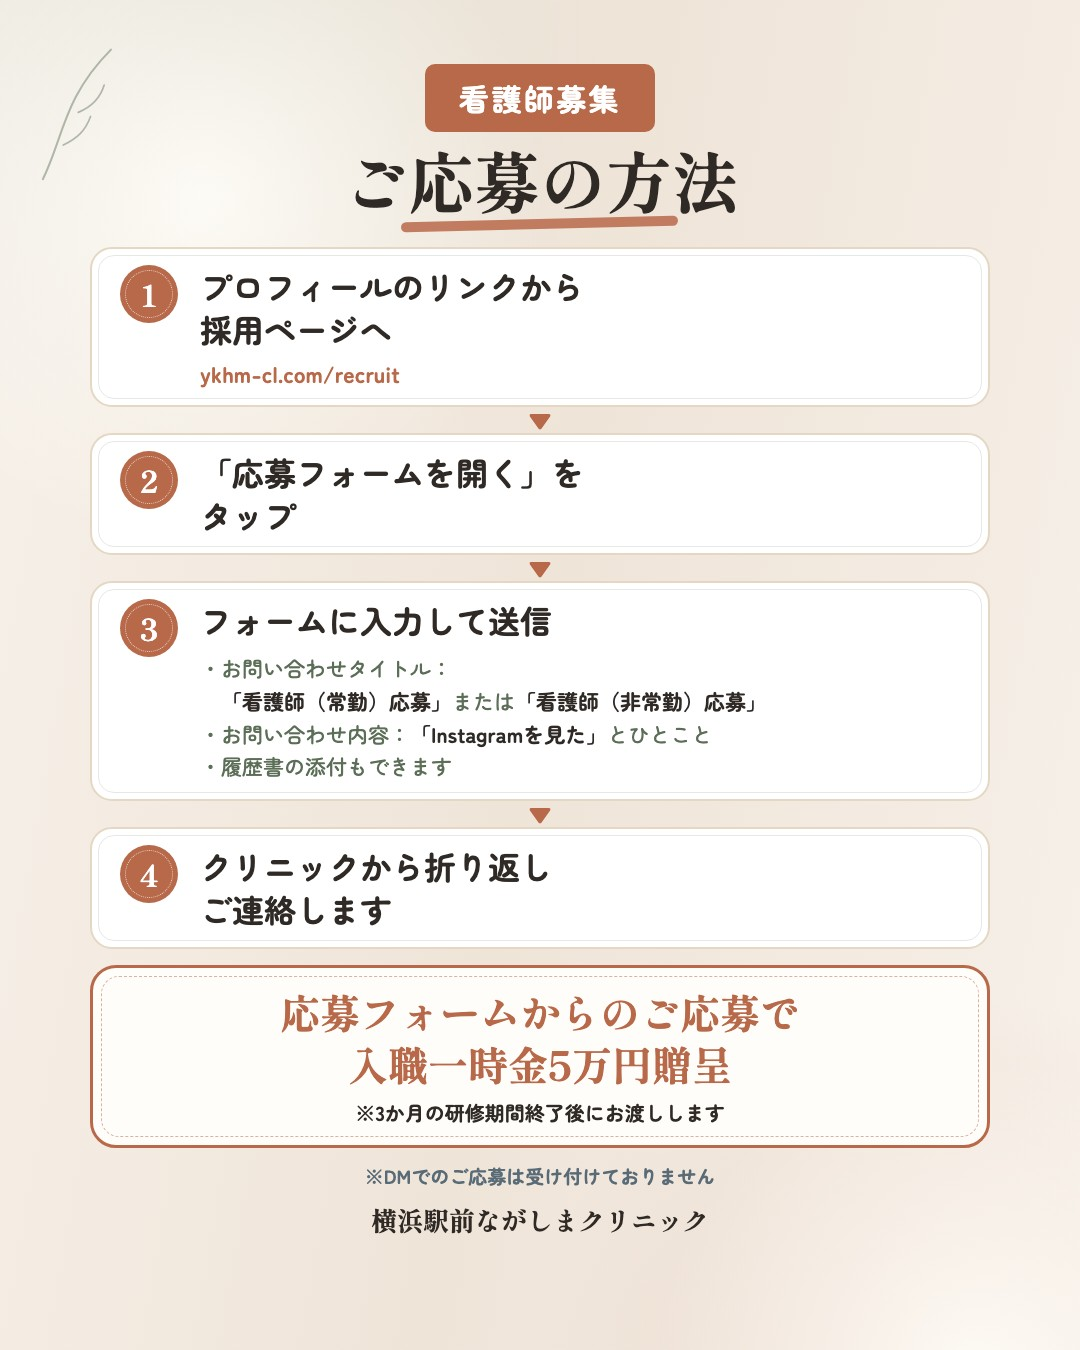 看護師募集
ご応募の方法
1
プロフィールのリンクから
採用ページへ
ykhm-cl.com/recruit
2
「応募フォームを開く」を
タップ
3
フォームに入力して送信
・お問い合わせタイトル：
「看護師（常勤）応募」または「看護師（非常勤）応募」
・お問い合わせ内容：「Instagramを見た」とひとこと
・履歴書の添付もできます
4
クリニックから折り返し
ご連絡します
応募フォームからのご応募で
入職一時金5万円贈呈
※3か月の研修期間終了後にお渡しします
※DMでのご応募は受け付けておりません
横浜駅前ながしまクリニック